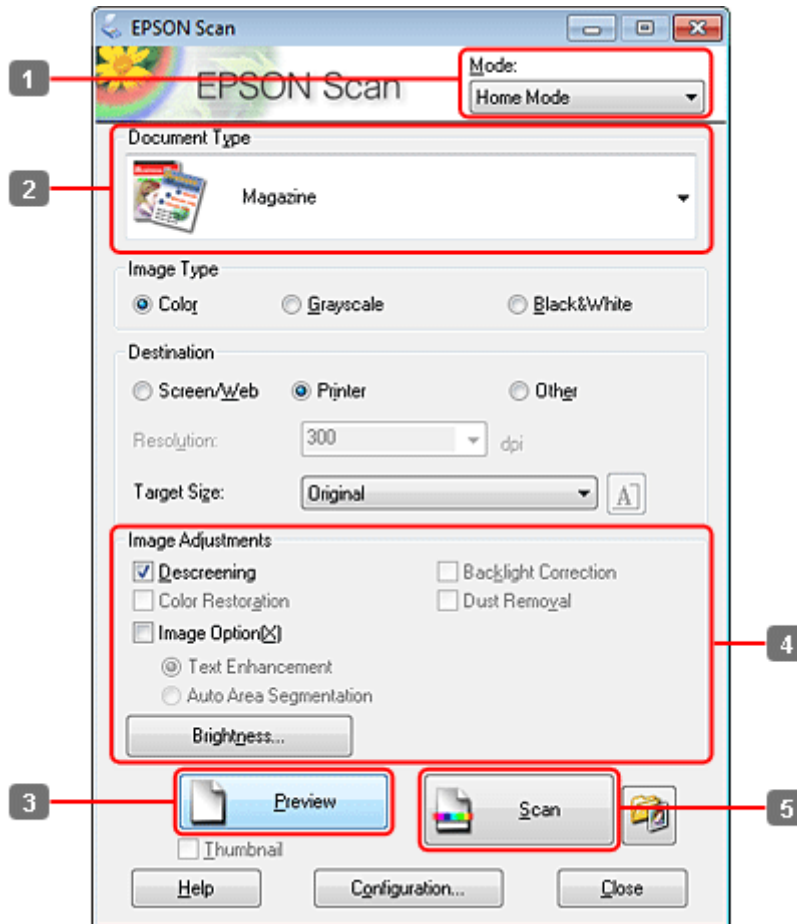 EPSON Scan
EPSON Scan
Mode:
1
Home Mode
Document Type
2
Magazine
Image Type
Color Grayscale Black&White
Destination
Screen/Web Printer Other
Resolution: 300 dpi
Target Size: Original A
Image Adjustments
Descreening Backlight Correction
Color Restoration Dust Removal
Image Option(X)
4
Text Enhancement
Auto Area Segmentation
Brightness...
3 Preview Scan 5
Thumbnail
Help Configuration... Close